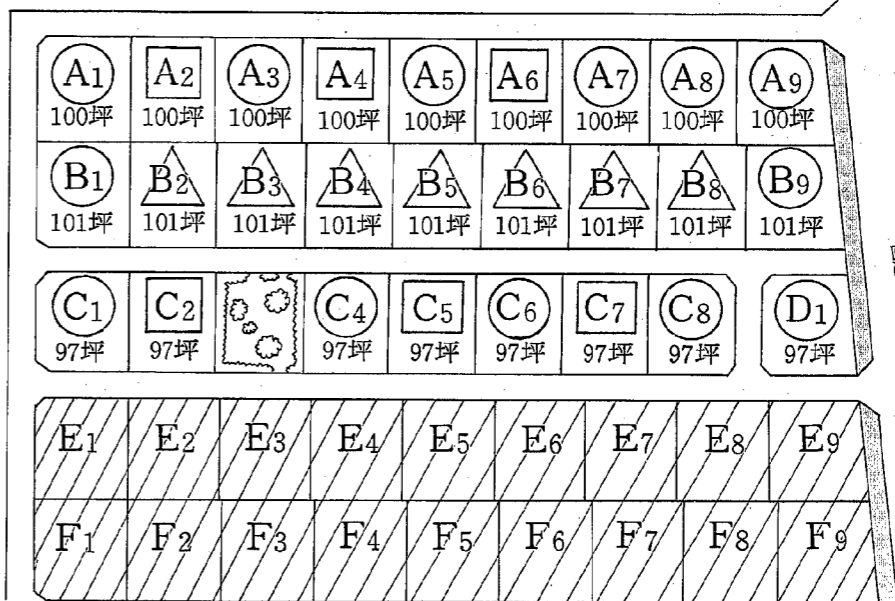 A1 A2 A3 A4 A5 A6 A7 A8 A9
100坪 100坪 100坪 100坪 100坪 100坪 100坪 100坪 100坪
B1 B2 B3 B4 B5 B6 B7 B8 B9
101坪 101坪 101坪 101坪 101坪 101坪 101坪 101坪 101坪
C1 C2 C4 C5 C6 C7 C8 D1
97坪 97坪 97坪 97坪 97坪 97坪 97坪 97坪
E1 E2 E3 E4 E5 E6 E7 E8 E9
F1 F2 F3 F4 F5 F6 F7 F8 F9